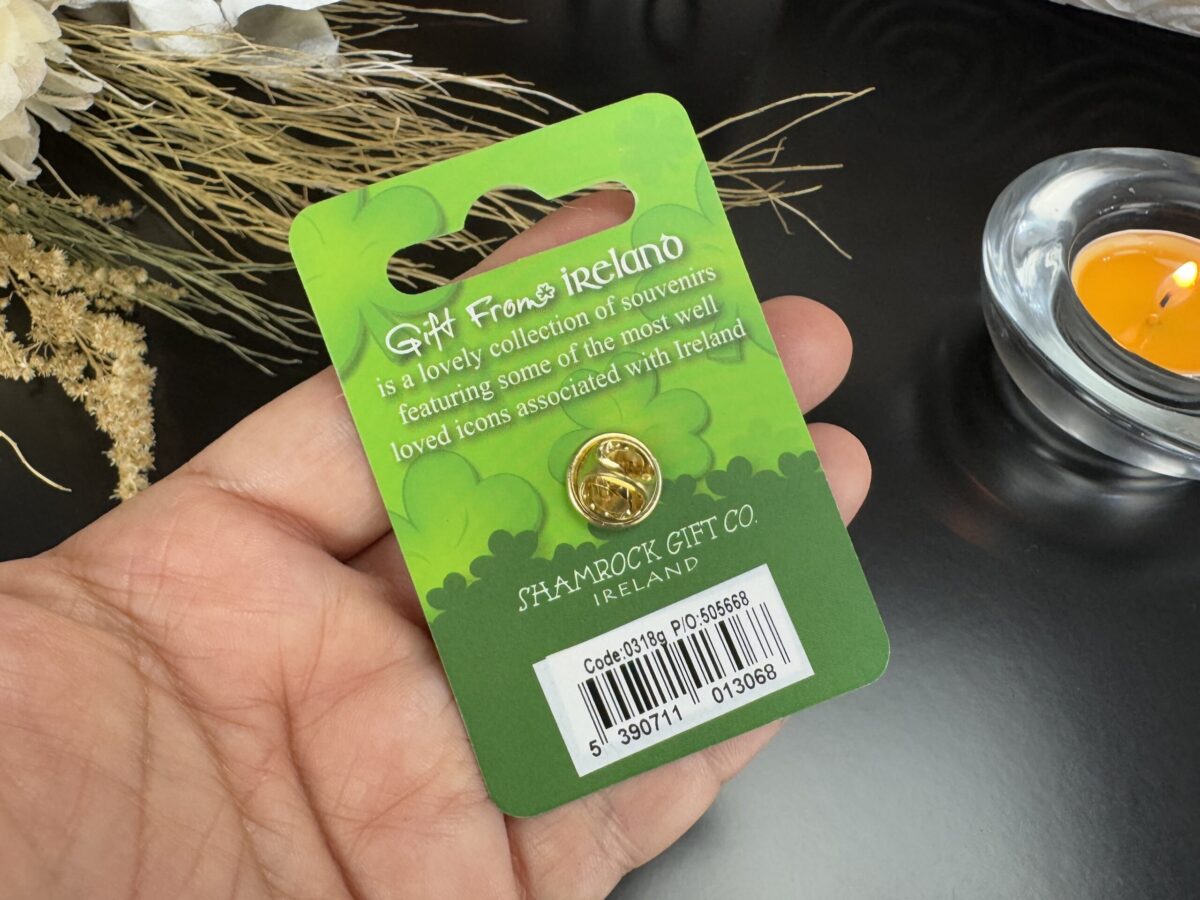 Gift From Ireland
is a lovely collection of souvenirs
featuring some of the most well
loved icons associated with Ireland
SHAMROCK GIFT CO.
IRELAND
Code:0318g P/O:505668
5 390711 013068